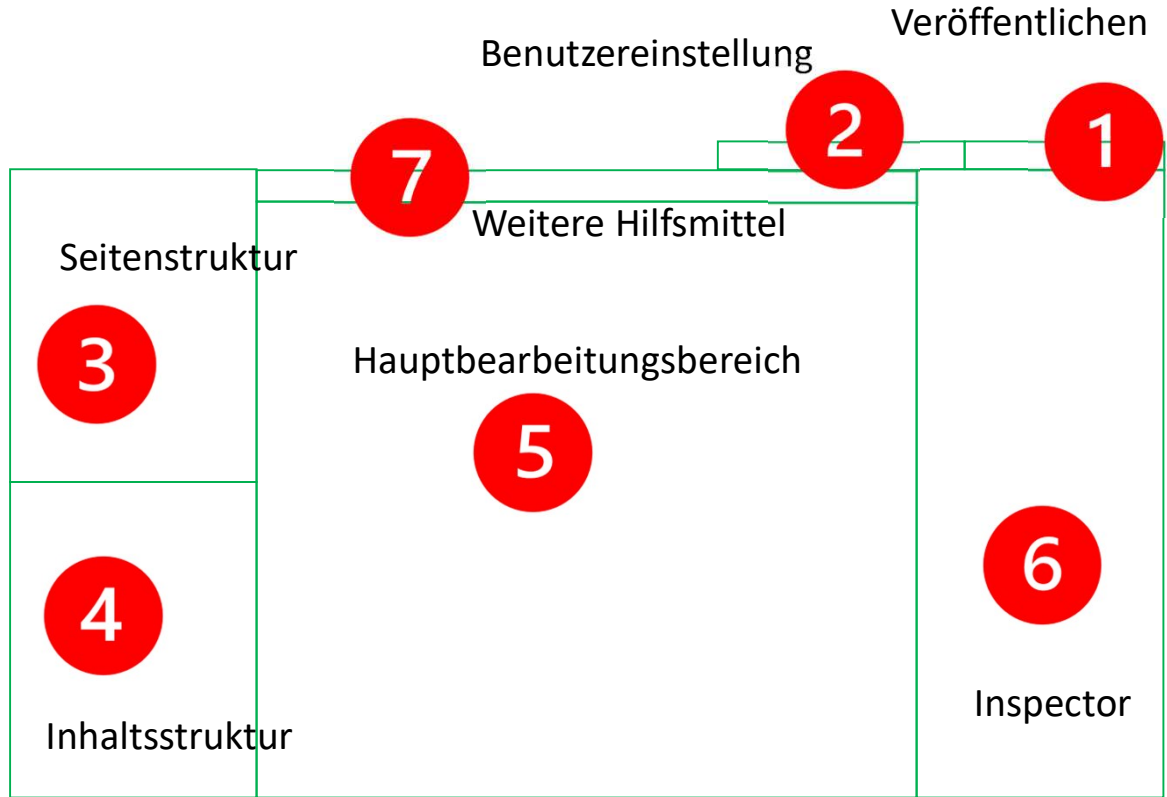 Veröffentlichen
Benutzereinstellung
1
2
7
Weitere Hilfsmittel
Seitenstruktur
3
Hauptbearbeitungsbereich
5
6
4
Inspector
Inhaltsstruktur